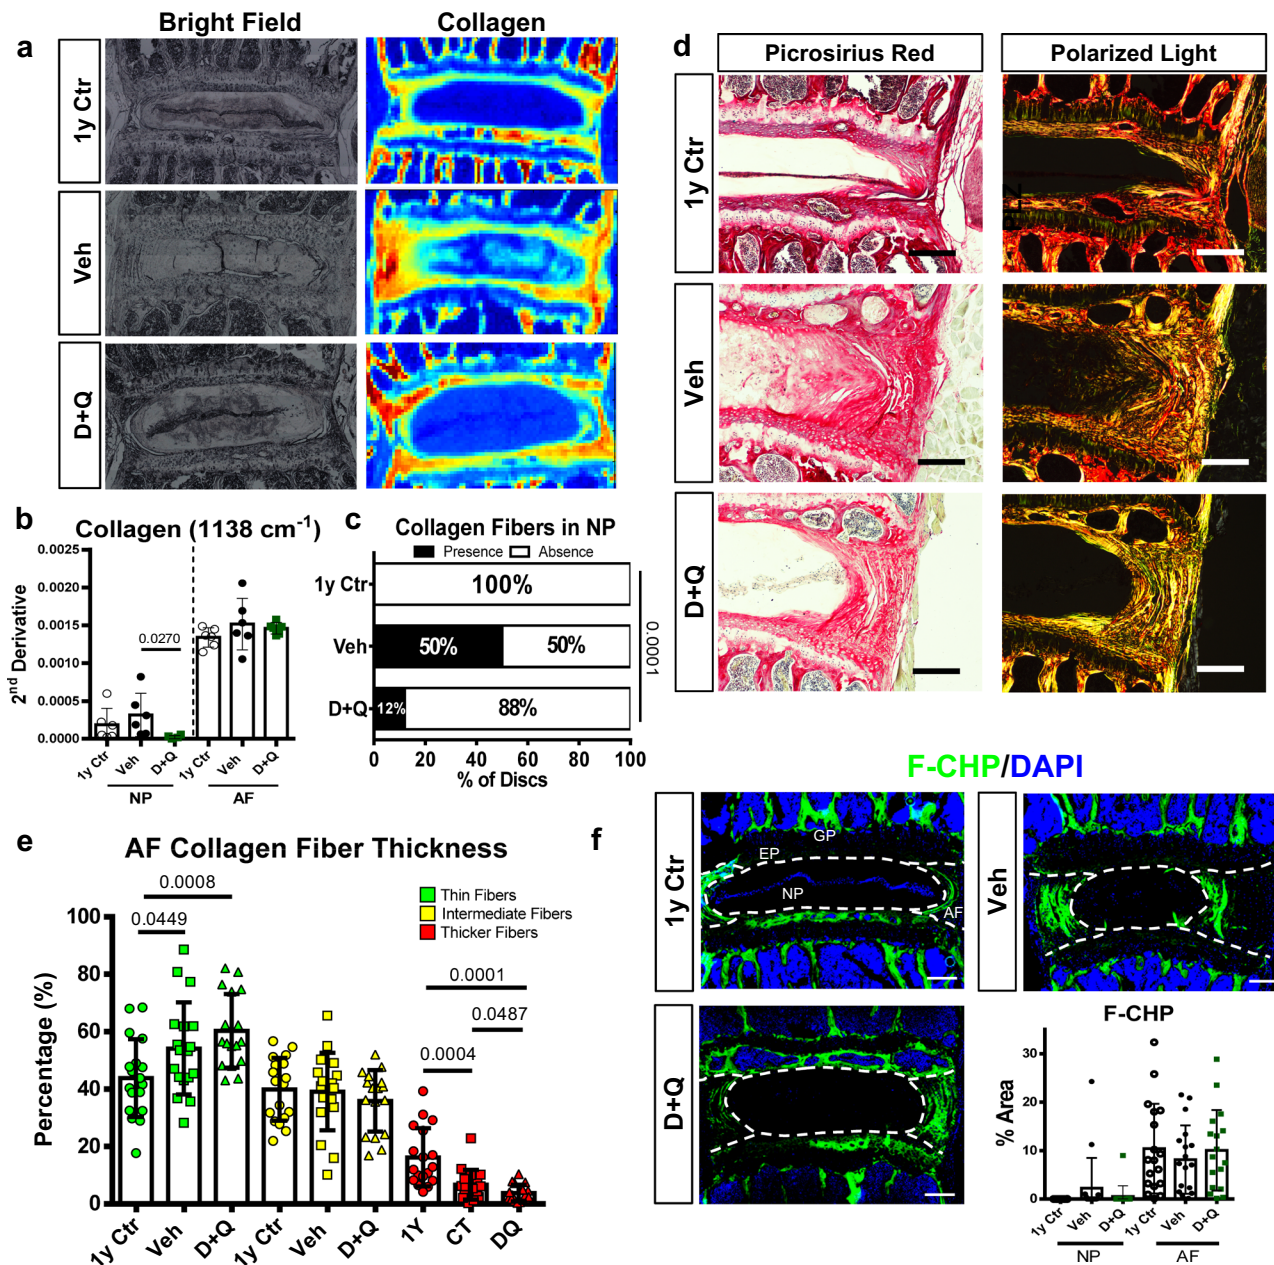 a
Bright Field
Collagen
1y Ctr
Veh
D+Q
b
Collagen (1138 cm-1)
2nd Derivative
0.0025
0.0020
0.0015
0.0010
0.0005
0.0000
0.0270
1y Ctr
Veh
D+Q
1y Ctr
Veh
D+Q
NP
AF
c
Collagen Fibers in NP
Presence
Absence
1y Ctr
100%
Veh
50%
50%
D+Q
12%
88%
0.0001
0
20
40
60
80
100
% of Discs
d
Picrosirius Red
Polarized Light
1y Ctr
Veh
D+Q
e
AF Collagen Fiber Thickness
Thin Fibers
Intermediate Fibers
Thicker Fibers
0.0008
0.0449
0.0001
0.0487
0.0004
Percentage (%)
100
80
60
40
20
0
1y Ctr
Veh
D+Q
1y Ctr
Veh
D+Q
1Y
CT
DQ
f
F-CHP/DAPI
1y Ctr
GP
EP
NP
AF
Veh
D+Q
F-CHP
% Area
30
20
10
0
1y Ctr
Veh
D+Q
1y Ctr
Veh
D+Q
NP
AF